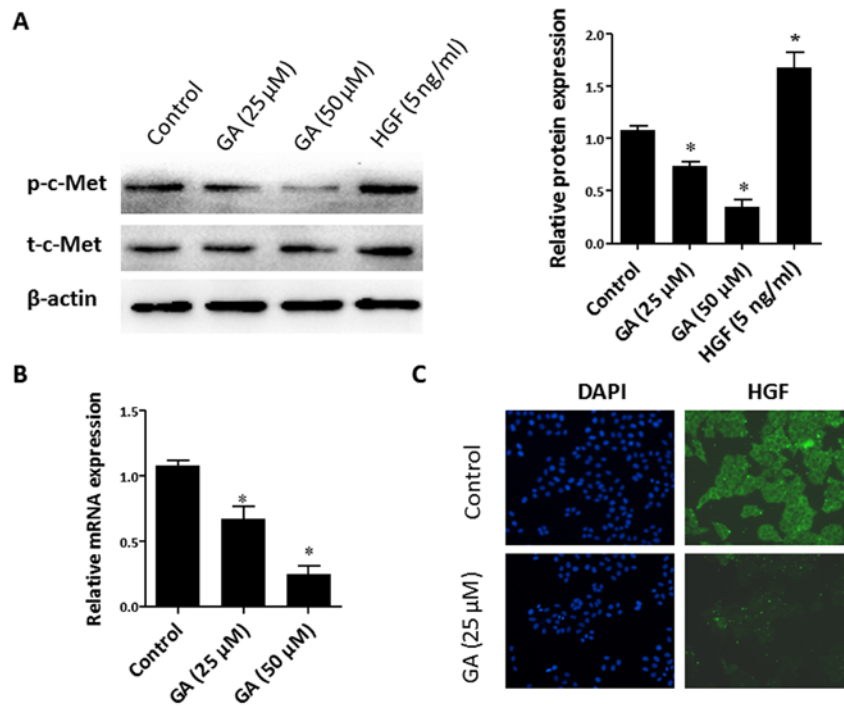 A
Control
GA (25 µM)
GA (50 µM)
HGF (5 ng/ml)
p-c-Met
t-c-Met
β-actin
Relative protein expression
2.0
1.5
1.0
0.5
0.0
Control
GA (25 µM)
GA (50 µM)
HGF (5 ng/ml)
*
*
*
B
Relative mRNA expression
1.5
1.0
0.5
0.0
Control
GA (25 µM)
GA (50 µM)
*
*
C
DAPI
HGF
Control
GA (25 µM)